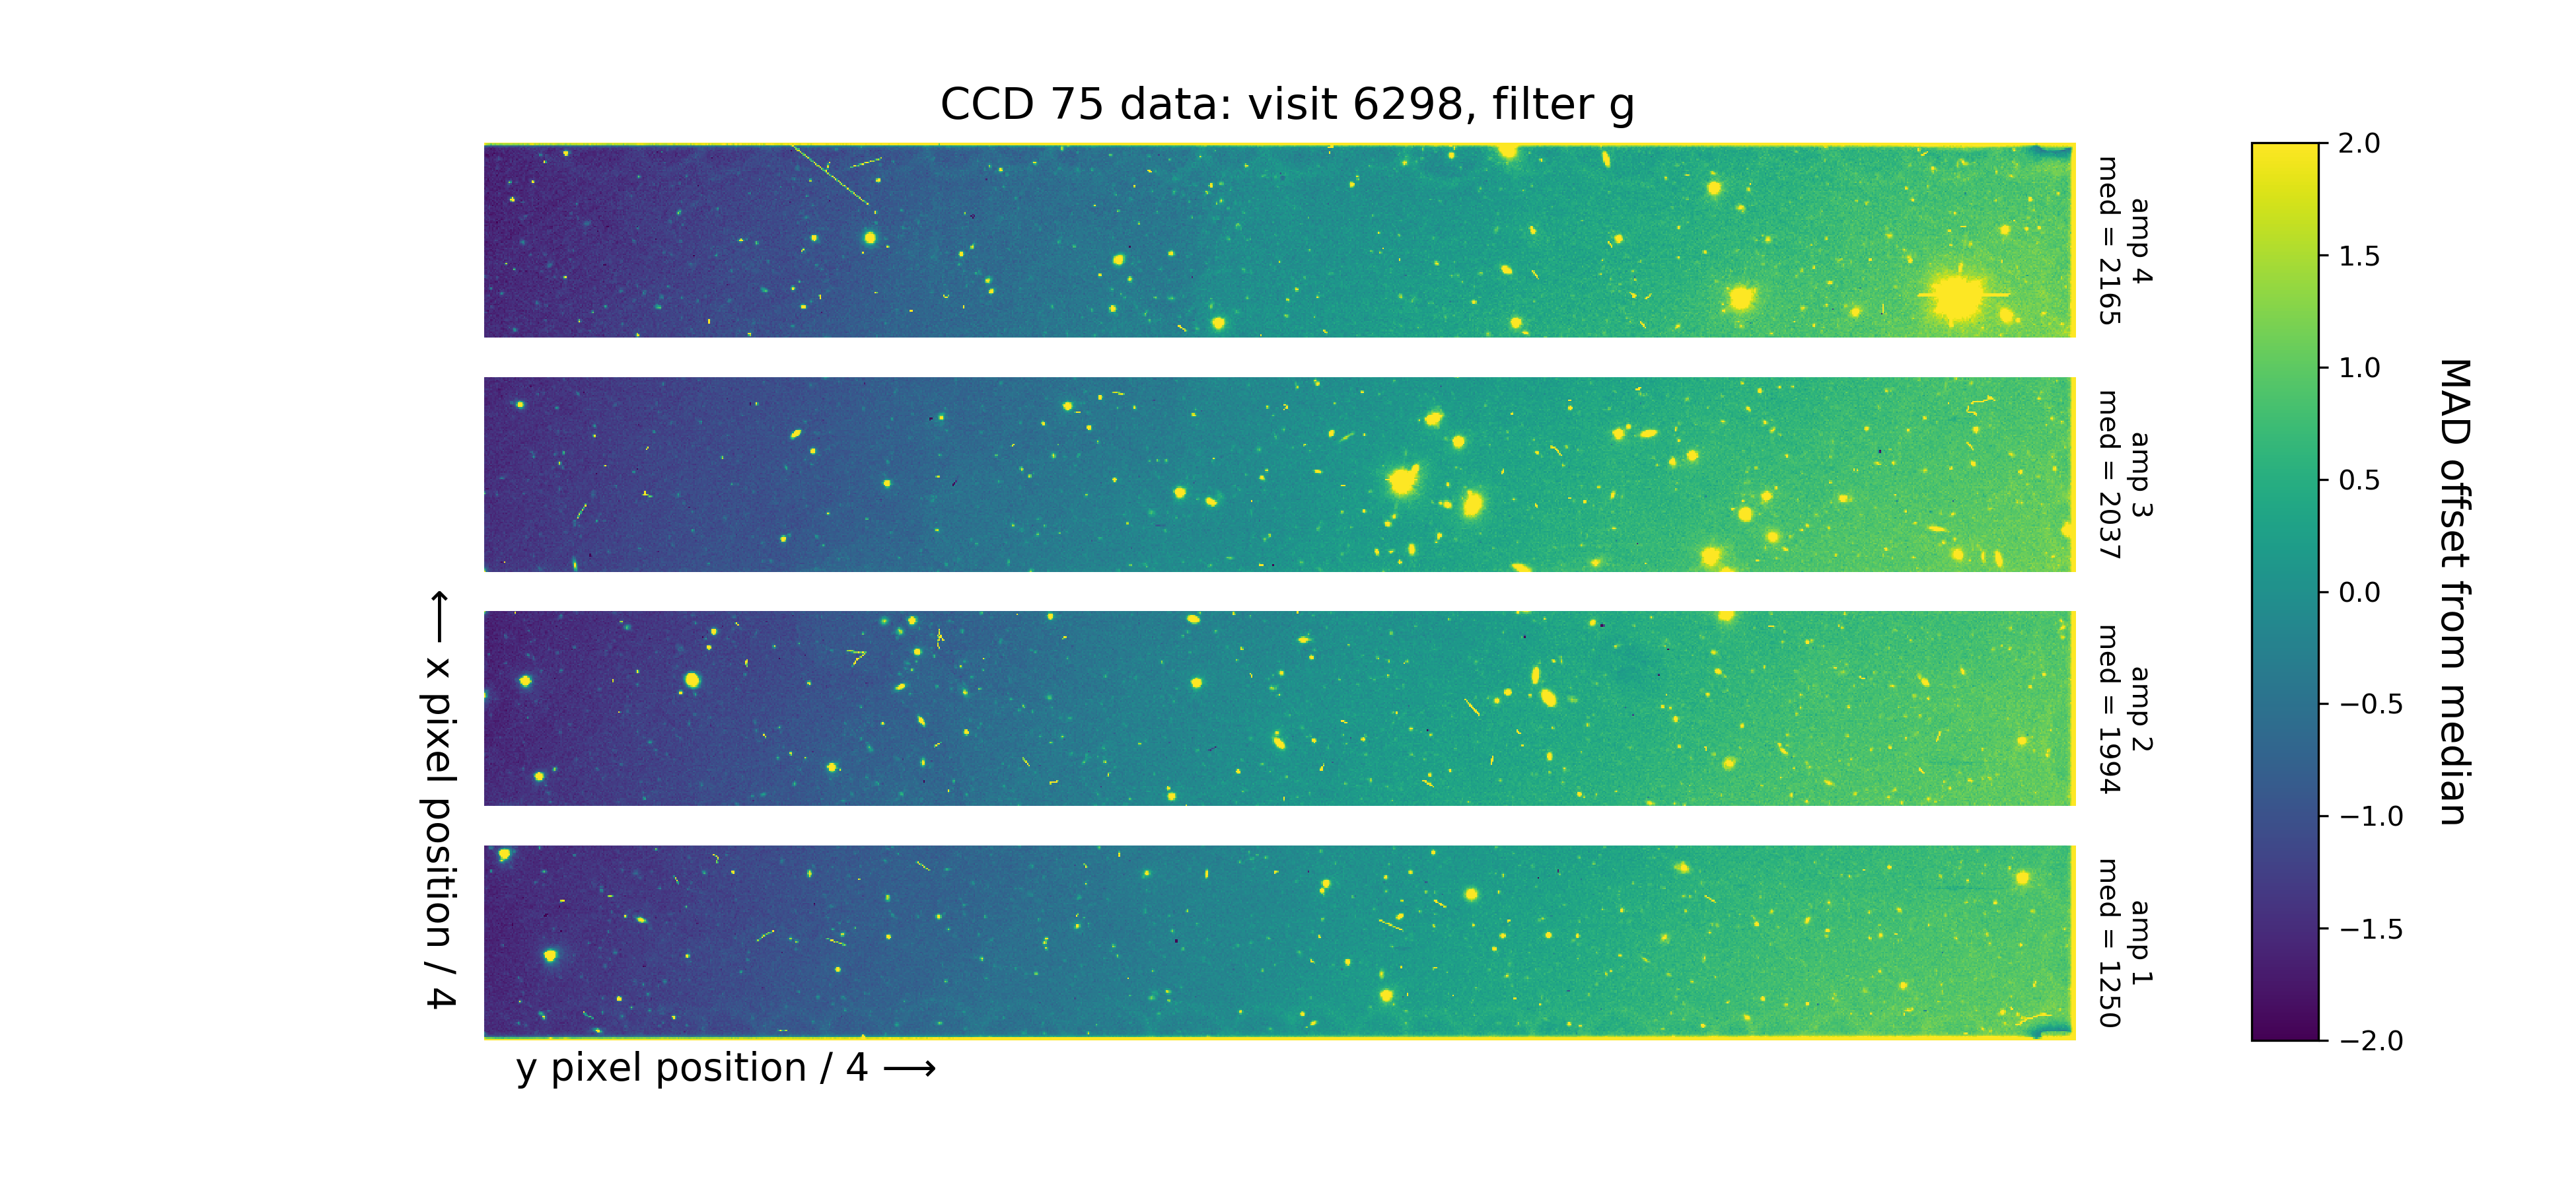 CCD 75 data: visit 6298, filter g
amp 4
med = 2165
amp 3
med = 2037
amp 2
med = 1994
amp 1
med = 1250
⟵ x pixel position / 4
y pixel position / 4 ⟶
2.0
1.5
1.0
0.5
0.0
−0.5
−1.0
−1.5
−2.0
MAD offset from median